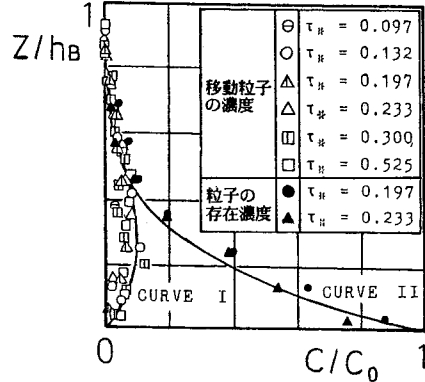 1
Z/hB
移動粒子
の濃度
τ* = 0.097
τ* = 0.132
τ* = 0.197
τ* = 0.233
τ* = 0.300
τ* = 0.525
粒子の
存在濃度
τ* = 0.197
τ* = 0.233
CURVE I
CURVE II
0
C/C0
1